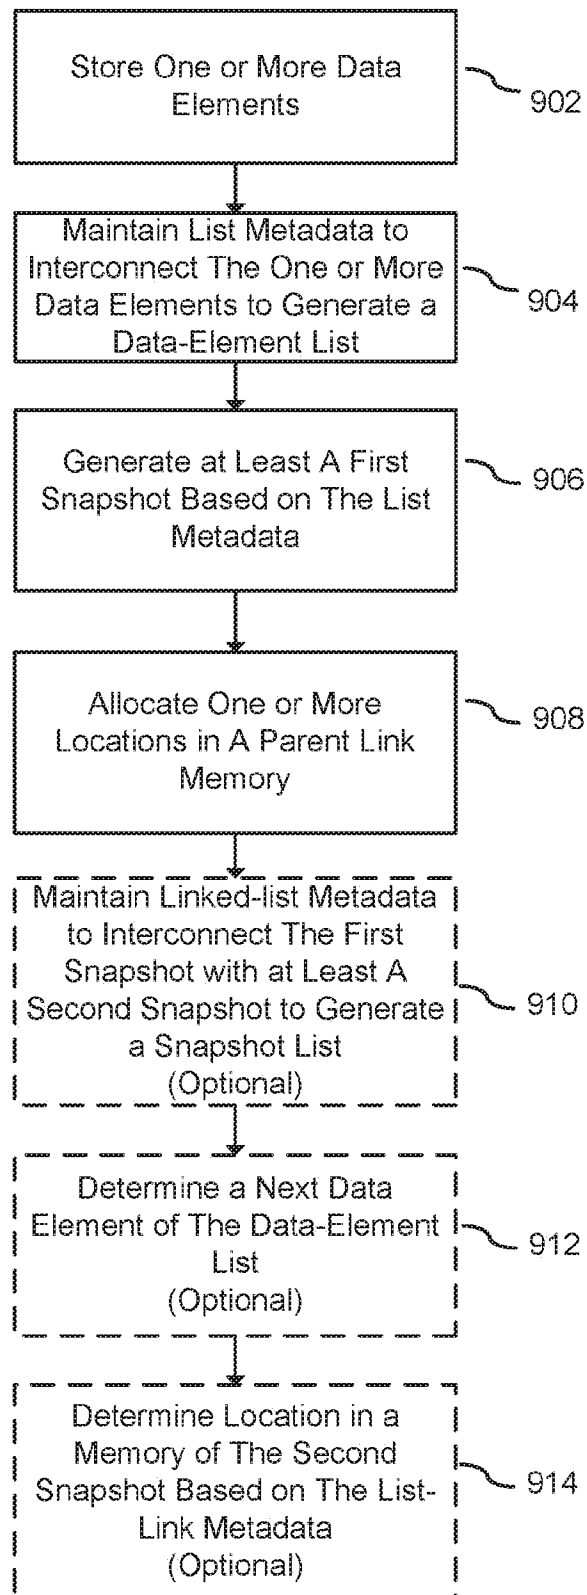 Store One or More Data
Elements
902
Maintain List Metadata to
Interconnect The One or More
Data Elements to Generate a
Data-Element List
904
Generate at Least A First
Snapshot Based on The List
Metadata
906
Allocate One or More
Locations in A Parent Link
Memory
908
Maintain Linked-list Metadata
to Interconnect The First
Snapshot with at Least A
Second Snapshot to Generate
a Snapshot List
(Optional)
910
Determine a Next Data
Element of The Data-Element
List
(Optional)
912
Determine Location in a
Memory of The Second
Snapshot Based on The List-
Link Metadata
(Optional)
914